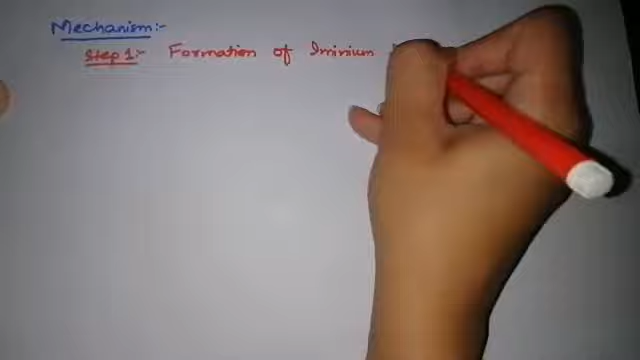 Mechanism:-
Step 1:- Formation of Iminium